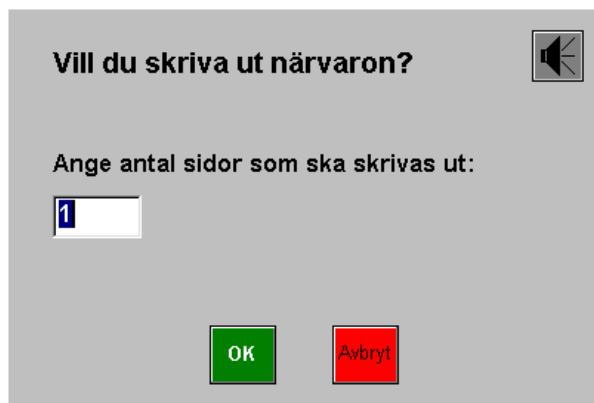 Vill du skriva ut närvaron?
Ange antal sidor som ska skrivas ut:
1
OK
Avbryt